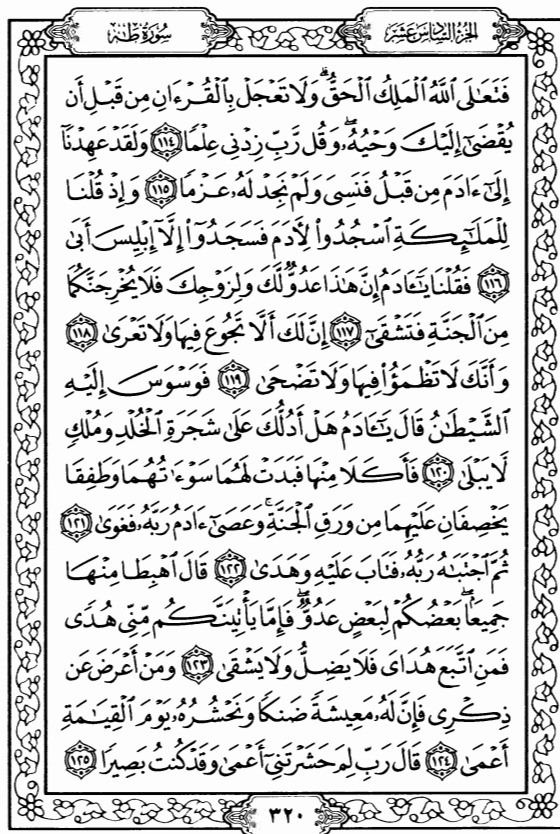 الجزء السادس عشر
سورة طه
فَتَعَٰلَى ٱللَّهُ ٱلْمَلِكُ ٱلْحَقُّ ۗ وَلَا تَعْجَلْ بِٱلْقُرْءَانِ مِن قَبْلِ أَن
يُقْضَىٰٓ إِلَيْكَ وَحْيُهُۥ ۖ وَقُل رَّبِّ زِدْنِى عِلْمًا ١١٤ وَلَقَدْ عَهِدْنَآ
إِلَىٰٓ ءَادَمَ مِن قَبْلُ فَنَسِىَ وَلَمْ نَجِدْ لَهُۥ عَزْمًا ١١٥ وَإِذْ قُلْنَا
لِلْمَلَٰٓئِكَةِ ٱسْجُدُوا۟ لِءَادَمَ فَسَجَدُوٓا۟ إِلَّآ إِبْلِيسَ أَبَىٰ
١١٦ فَقُلْنَا يَٰٓـَٔادَمُ إِنَّ هَٰذَا عَدُوٌّ لَّكَ وَلِزَوْجِكَ فَلَا يُخْرِجَنَّكُمَا
مِنَ ٱلْجَنَّةِ فَتَشْقَىٰٓ ١١٧ إِنَّ لَكَ أَلَّا تَجُوعَ فِيهَا وَلَا تَعْرَىٰ ١١٨
وَأَنَّكَ لَا تَظْمَؤُا۟ فِيهَا وَلَا تَضْحَىٰ ١١٩ فَوَسْوَسَ إِلَيْهِ
ٱلشَّيْطَٰنُ قَالَ يَٰٓـَٔادَمُ هَلْ أَدُلُّكَ عَلَىٰ شَجَرَةِ ٱلْخُلْدِ وَمُلْكٍ
لَّا يَبْلَىٰ ١٢٠ فَأَكَلَا مِنْهَا فَبَدَتْ لَهُمَا سَوْءَٰتُهُمَا وَطَفِقَا
يَخْصِفَانِ عَلَيْهِمَا مِن وَرَقِ ٱلْجَنَّةِ ۚ وَعَصَىٰٓ ءَادَمُ رَبَّهُۥ فَغَوَىٰ ١٢١
ثُمَّ ٱجْتَبَٰهُ رَبُّهُۥ فَتَابَ عَلَيْهِ وَهَدَىٰ ١٢٢ قَالَ ٱهْبِطَا مِنْهَا
جَمِيعًۢا ۖ بَعْضُكُمْ لِبَعْضٍ عَدُوٌّ ۖ فَإِمَّا يَأْتِيَنَّكُم مِّنِّى هُدًى
فَمَنِ ٱتَّبَعَ هُدَاىَ فَلَا يَضِلُّ وَلَا يَشْقَىٰ ١٢٣ وَمَنْ أَعْرَضَ عَن
ذِكْرِى فَإِنَّ لَهُۥ مَعِيشَةً ضَنكًا وَنَحْشُرُهُۥ يَوْمَ ٱلْقِيَٰمَةِ
أَعْمَىٰ ١٢٤ قَالَ رَبِّ لِمَ حَشَرْتَنِىٓ أَعْمَىٰ وَقَدْ كُنتُ بَصِيرًا ١٢٥
٣٢٠